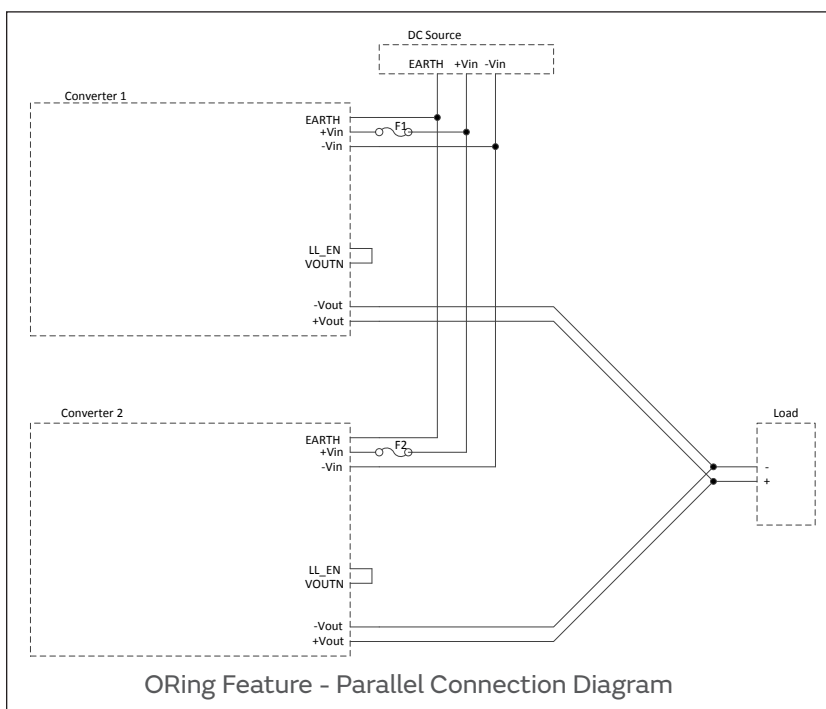 DC Source
EARTH +Vin -Vin
Converter 1
EARTH
+Vin
F1
-Vin
LL_EN
VOUTN
-Vout
+Vout
Converter 2
EARTH
+Vin
F2
-Vin
LL_EN
VOUTN
-Vout
+Vout
Load
-
+
ORing Feature - Parallel Connection Diagram